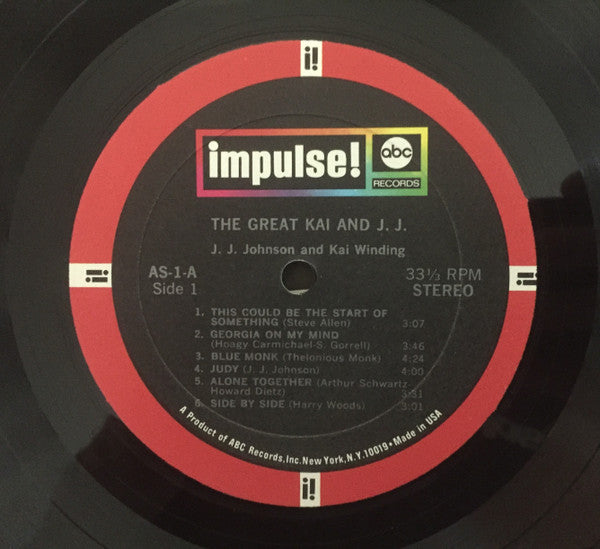 i!
impulse! abc
RECORDS
THE GREAT KAI AND J. J.
J. J. Johnson and Kai Winding
AS-1-A 33⅓ RPM
Side 1 STEREO
i! i!
1. THIS COULD BE THE START OF
SOMETHING (Steve Allen) 3:07
2. GEORGIA ON MY MIND
(Hoagy Carmichael-S. Gorrell) 3:46
3. BLUE MONK (Thelonious Monk) 4:24
4. JUDY (J. J. Johnson) 4:00
5. ALONE TOGETHER (Arthur Schwartz-
Howard Dietz) 3:31
6. SIDE BY SIDE (Harry Woods) 3:01
A Product of ABC Records, Inc. New York, N.Y. 10019 • Made in USA
i!